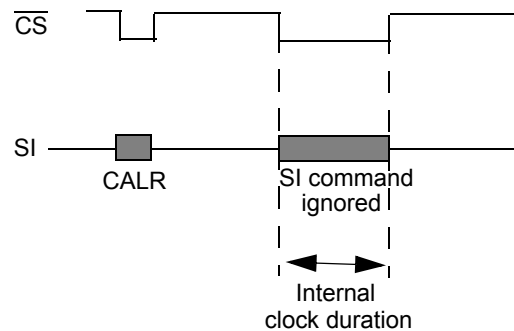 CS
SI
CALR
SI command
ignored
Internal
clock duration